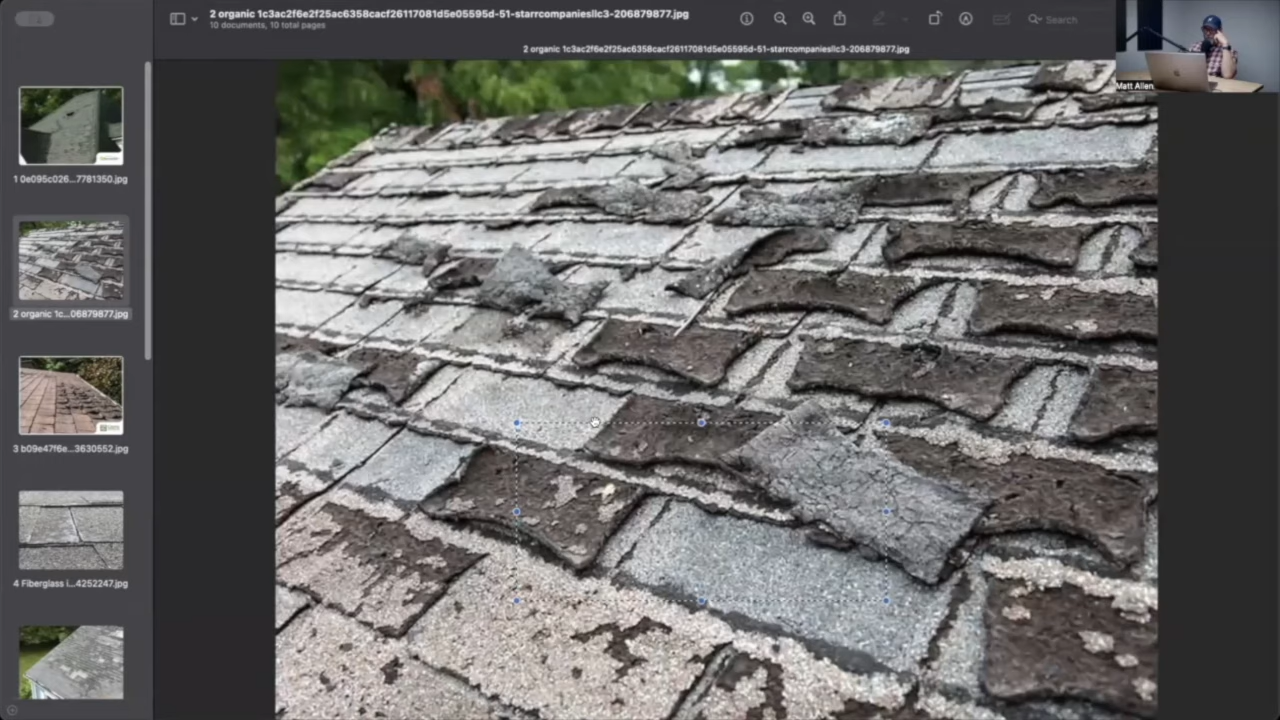 2 organic 1c3ac2f6e2f25ac6358cacf26117081d5e05595d-51-starrcompaniesllc3-206879877.jpg
10 documents, 10 total pages
Search
2 organic 1c3ac2f6e2f25ac6358cacf26117081d5e05595d-51-starrcompaniesllc3-206879877.jpg
Matt Allen
1 0e095c026...7781350.jpg
2 organic 1c...06879877.jpg
3 b09e47f6e...3630552.jpg
4 Fiberglass i...4252247.jpg